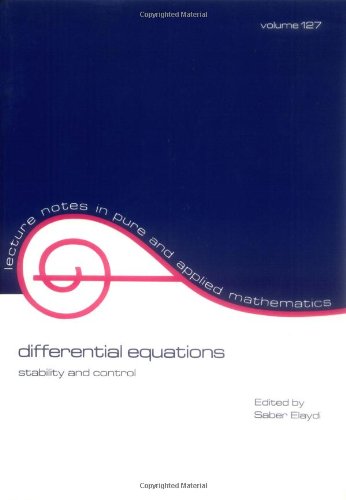 Copyrighted Material
volume 127
lecture notes in pure and applied mathematics
differential equations
stability and control
Edited by
Saber Elaydi
Copyrighted Material